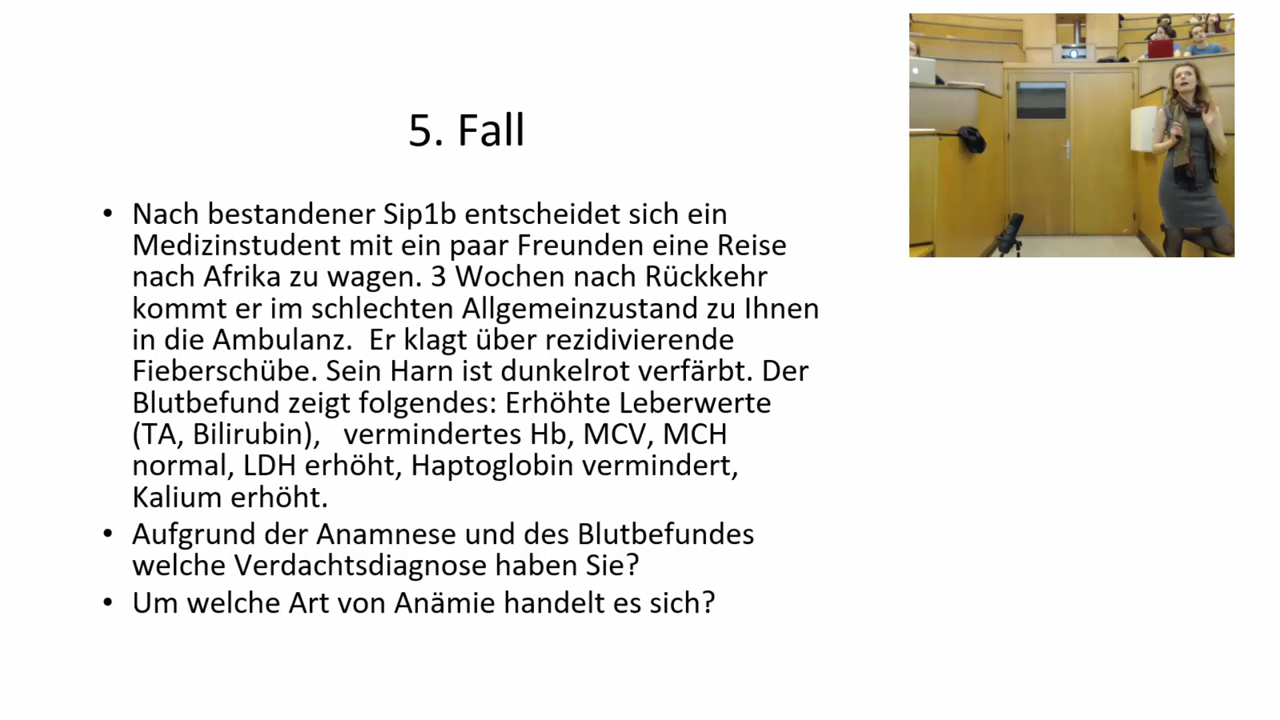 5. Fall
• Nach bestandener Sip1b entscheidet sich ein
Medizinstudent mit ein paar Freunden eine Reise
nach Afrika zu wagen. 3 Wochen nach Rückkehr
kommt er im schlechten Allgemeinzustand zu Ihnen
in die Ambulanz.  Er klagt über rezidivierende
Fieberschübe. Sein Harn ist dunkelrot verfärbt. Der
Blutbefund zeigt folgendes: Erhöhte Leberwerte
(TA, Bilirubin),   vermindertes Hb, MCV, MCH
normal, LDH erhöht, Haptoglobin vermindert,
Kalium erhöht.
• Aufgrund der Anamnese und des Blutbefundes
welche Verdachtsdiagnose haben Sie?
• Um welche Art von Anämie handelt es sich?